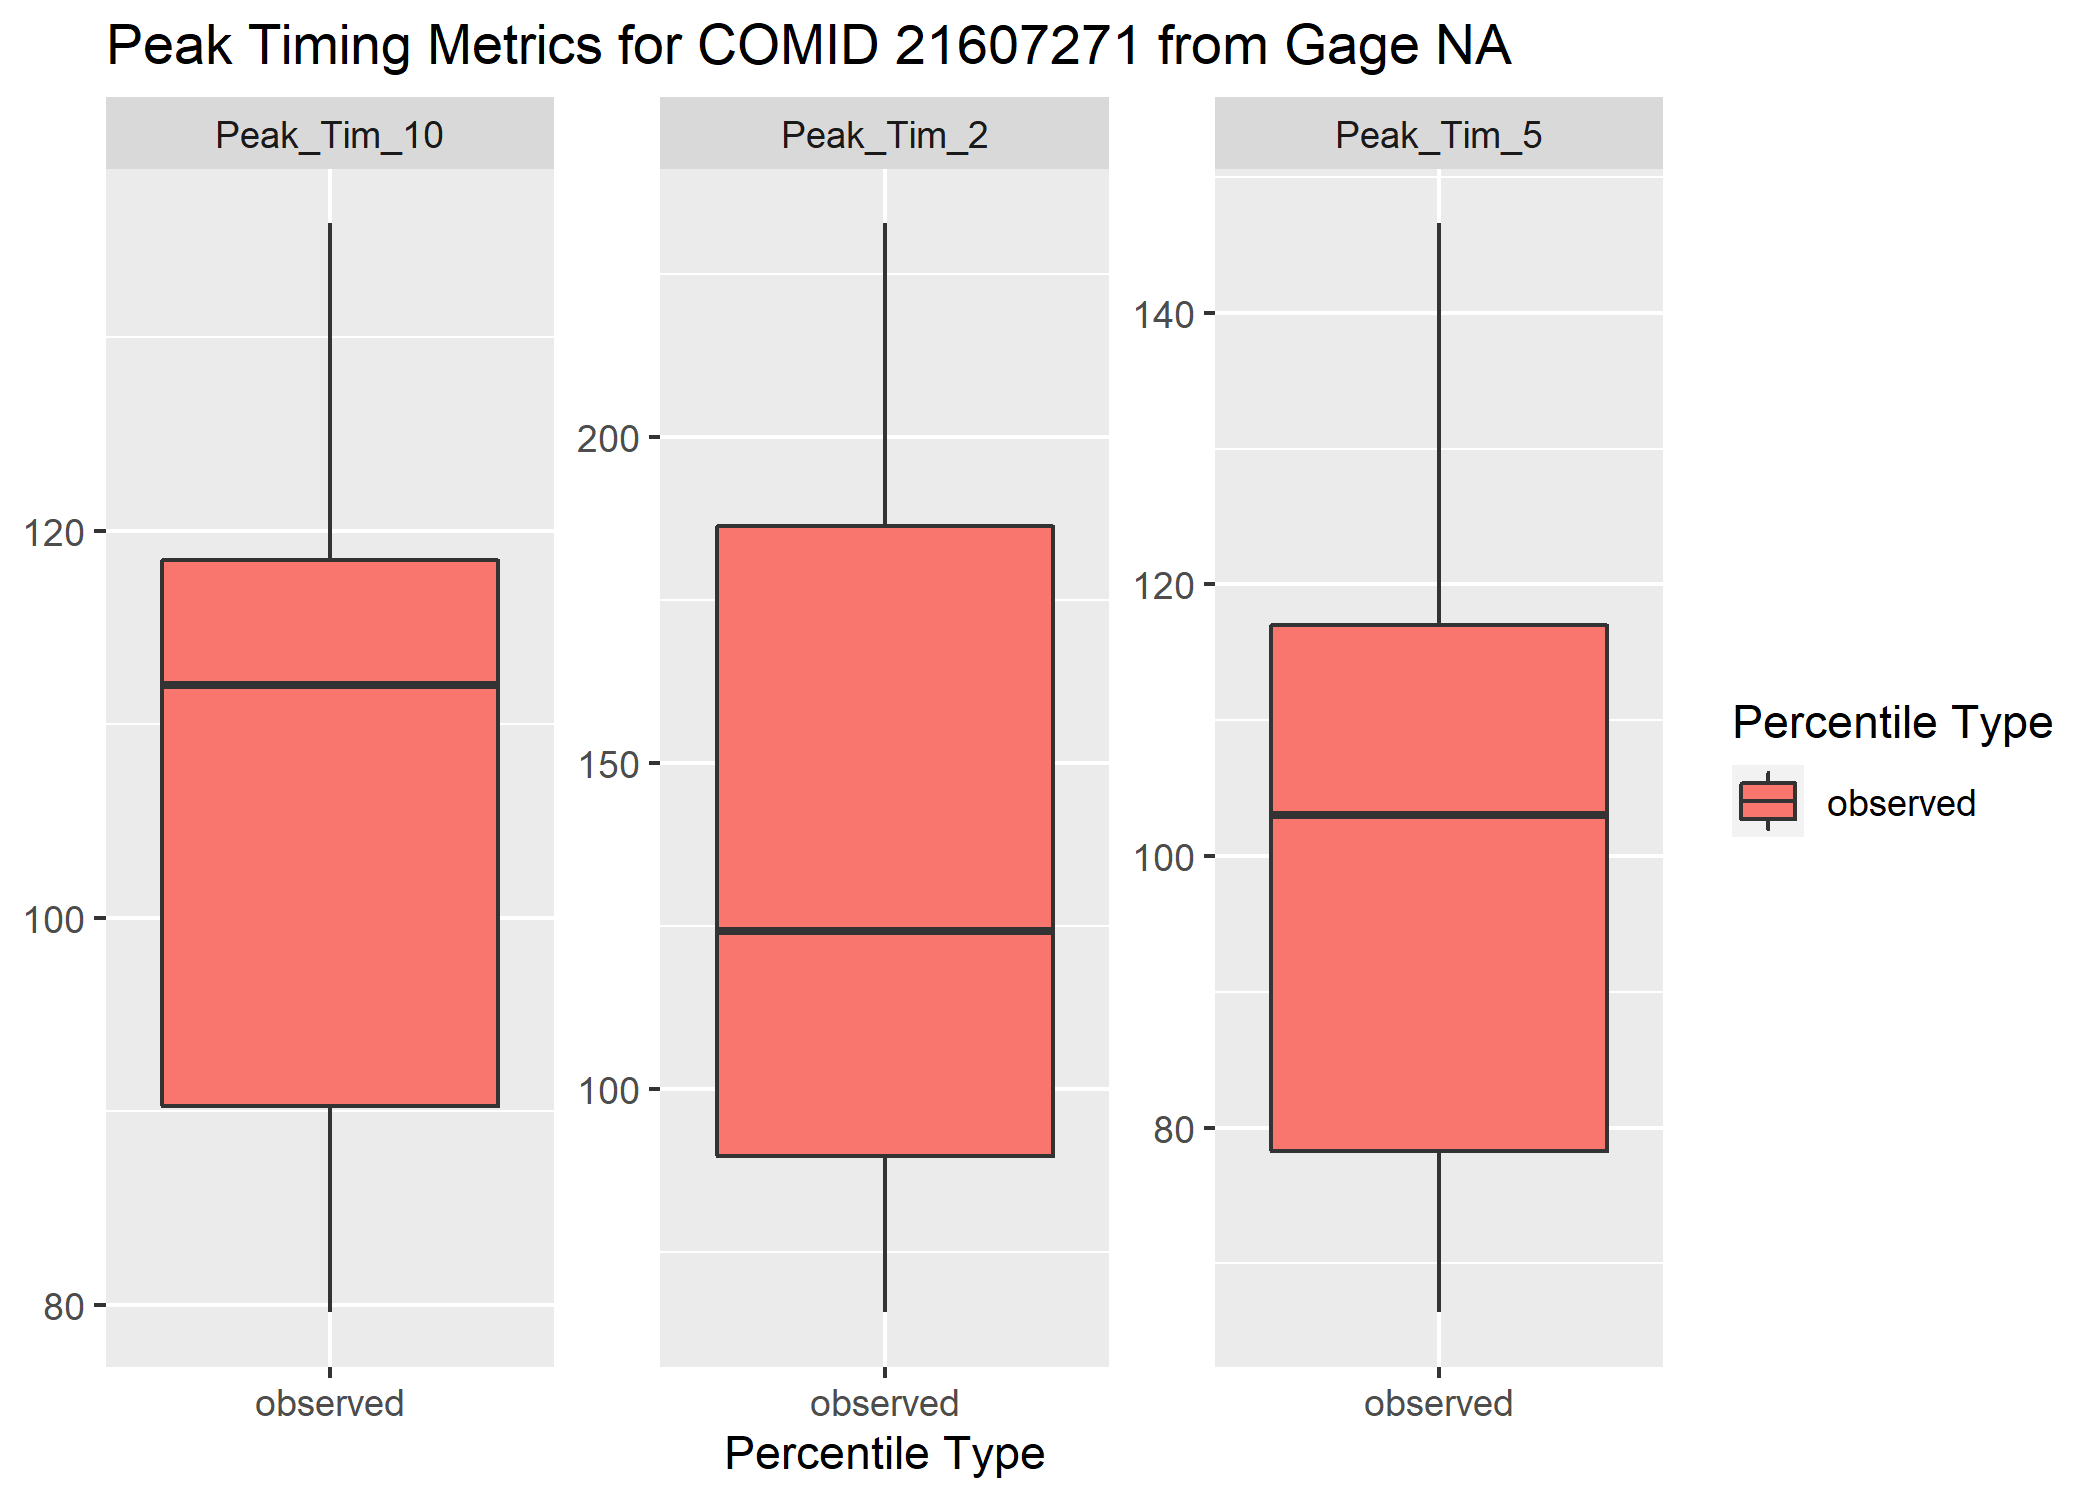 Peak Timing Metrics for COMID 21607271 from Gage NA
Peak_Tim_10
Peak_Tim_2
Peak_Tim_5
120
100
80
200
150
100
140
120
100
80
observed
observed
observed
Percentile Type
Percentile Type
observed